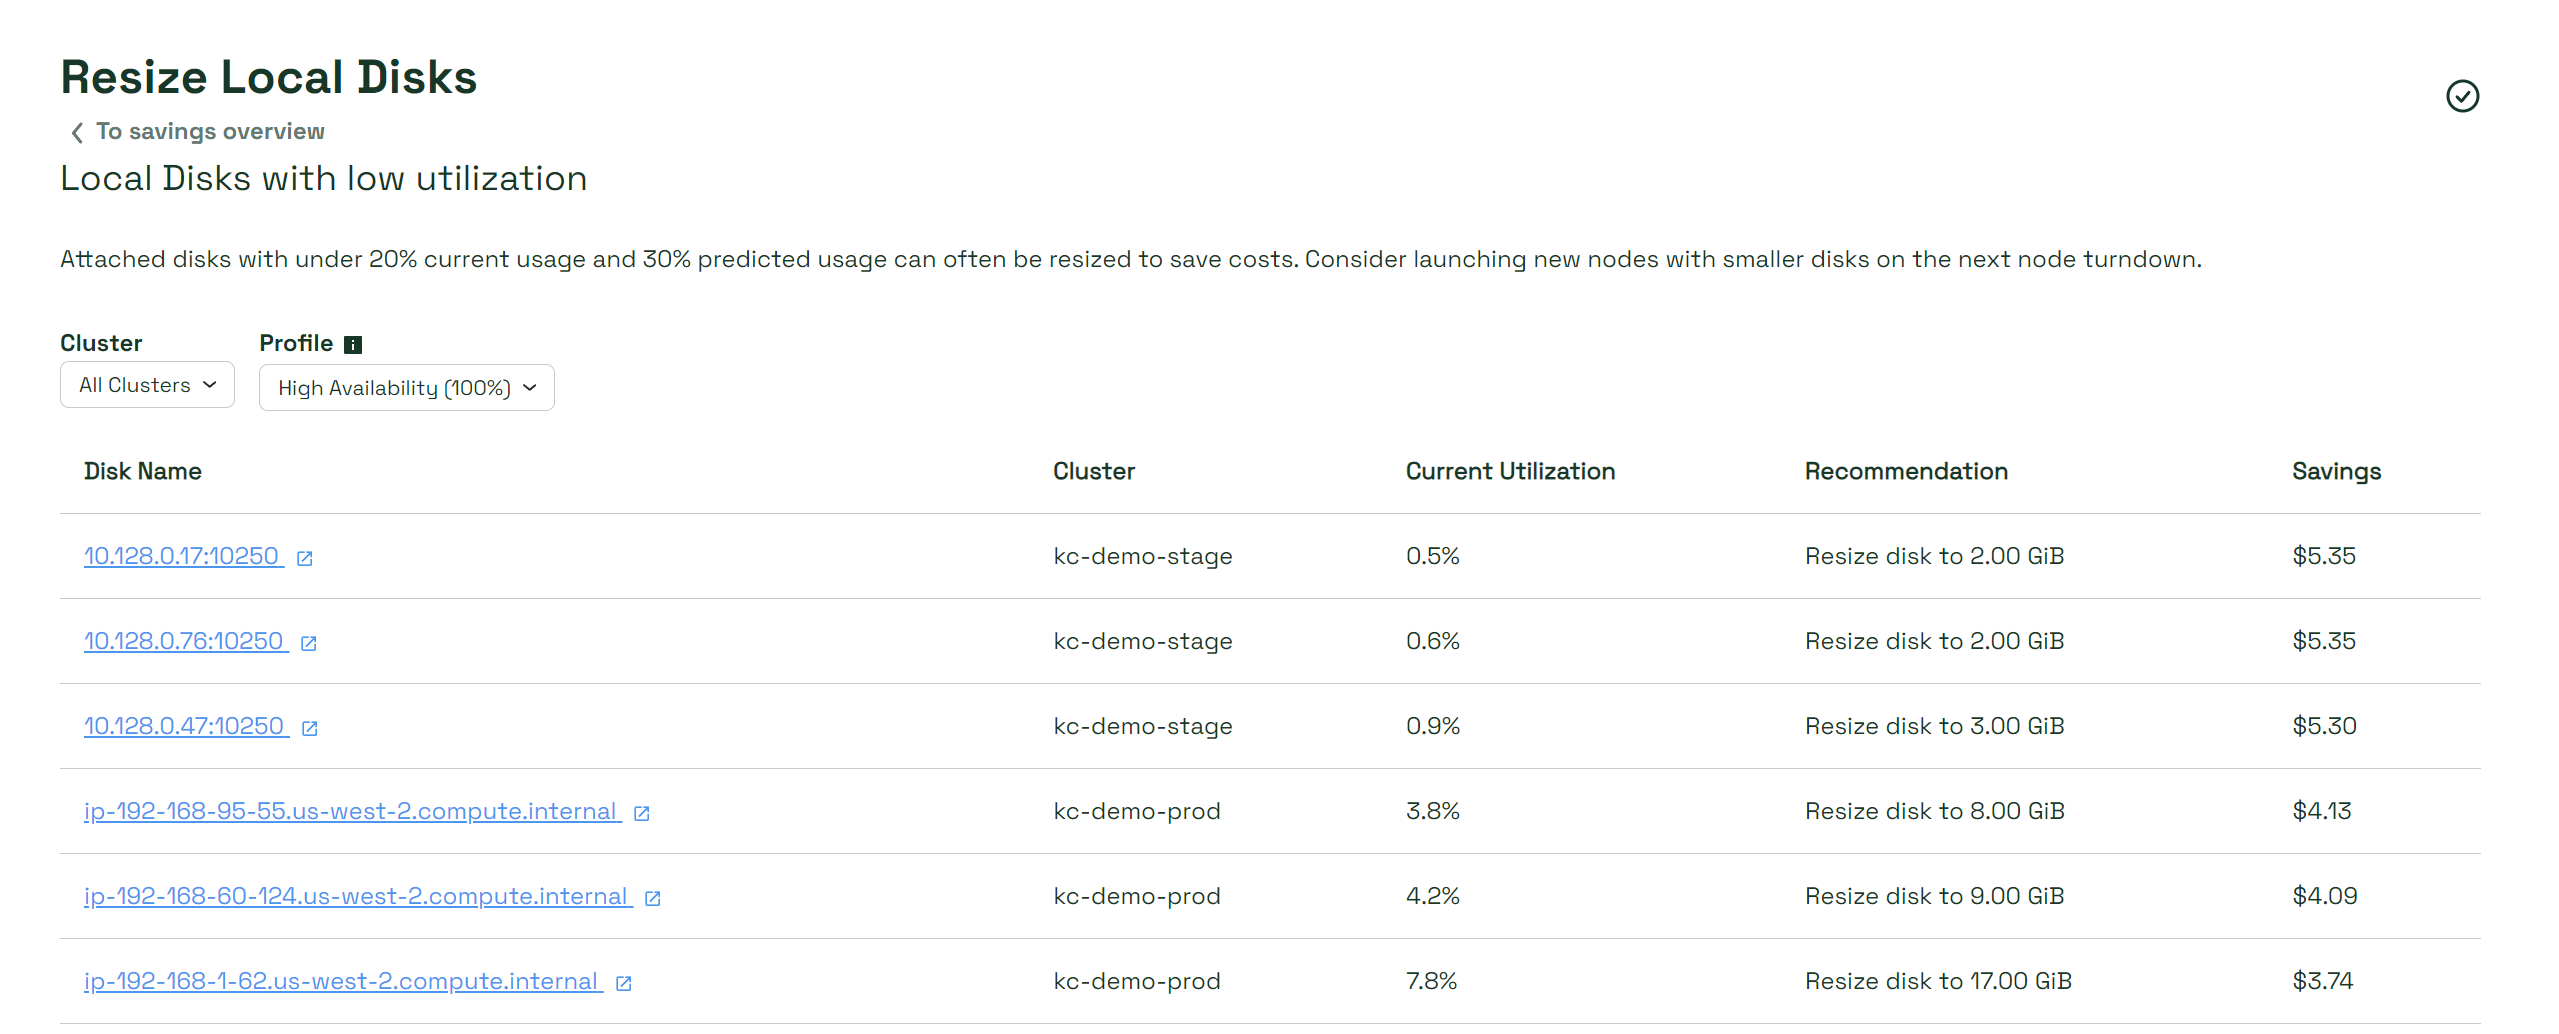 Resize Local Disks
To savings overview
Local Disks with low utilization
Attached disks with under 20% current usage and 30% predicted usage can often be resized to save costs. Consider launching new nodes with smaller disks on the next node turndown.
Cluster Profile i
All Clusters High Availability (100%)
Disk Name Cluster Current Utilization Recommendation Savings
10.128.0.17:10250 kc-demo-stage 0.5% Resize disk to 2.00 GiB $5.35
10.128.0.76:10250 kc-demo-stage 0.6% Resize disk to 2.00 GiB $5.35
10.128.0.47:10250 kc-demo-stage 0.9% Resize disk to 3.00 GiB $5.30
ip-192-168-95-55.us-west-2.compute.internal kc-demo-prod 3.8% Resize disk to 8.00 GiB $4.13
ip-192-168-60-124.us-west-2.compute.internal kc-demo-prod 4.2% Resize disk to 9.00 GiB $4.09
ip-192-168-1-62.us-west-2.compute.internal kc-demo-prod 7.8% Resize disk to 17.00 GiB $3.74